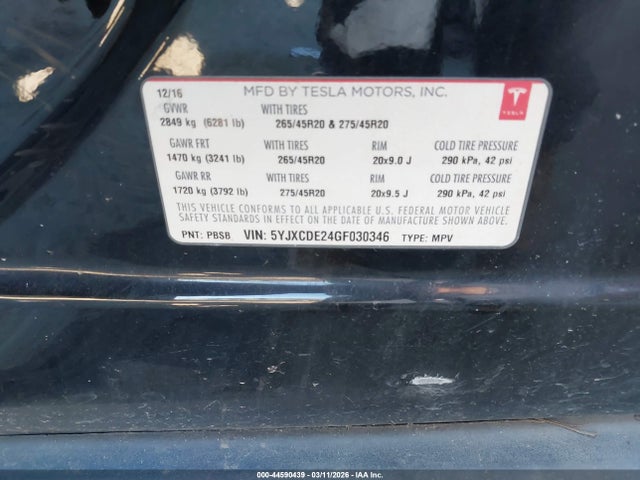 12/16 MFD BY TESLA MOTORS, INC.
TESLA
GVWR WITH TIRES
2849 kg (6281 lb) 265/45R20 & 275/45R20
GAWR FRT WITH TIRES RIM COLD TIRE PRESSURE
1470 kg (3241 lb) 265/45R20 20x9.0 J 290 kPa, 42 psi
GAWR RR WITH TIRES RIM COLD TIRE PRESSURE
1720 kg (3792 lb) 275/45R20 20x9.5 J 290 kPa, 42 psi
THIS VEHICLE CONFORMS TO ALL APPLICABLE U.S. FEDERAL MOTOR VEHICLE
SAFETY STANDARDS IN EFFECT ON THE DATE OF MANUFACTURE SHOWN ABOVE.
PNT: PBSB VIN: 5YJXCDE24GF030346 TYPE: MPV
000-44590439 - 03/11/2026 - IAA Inc.